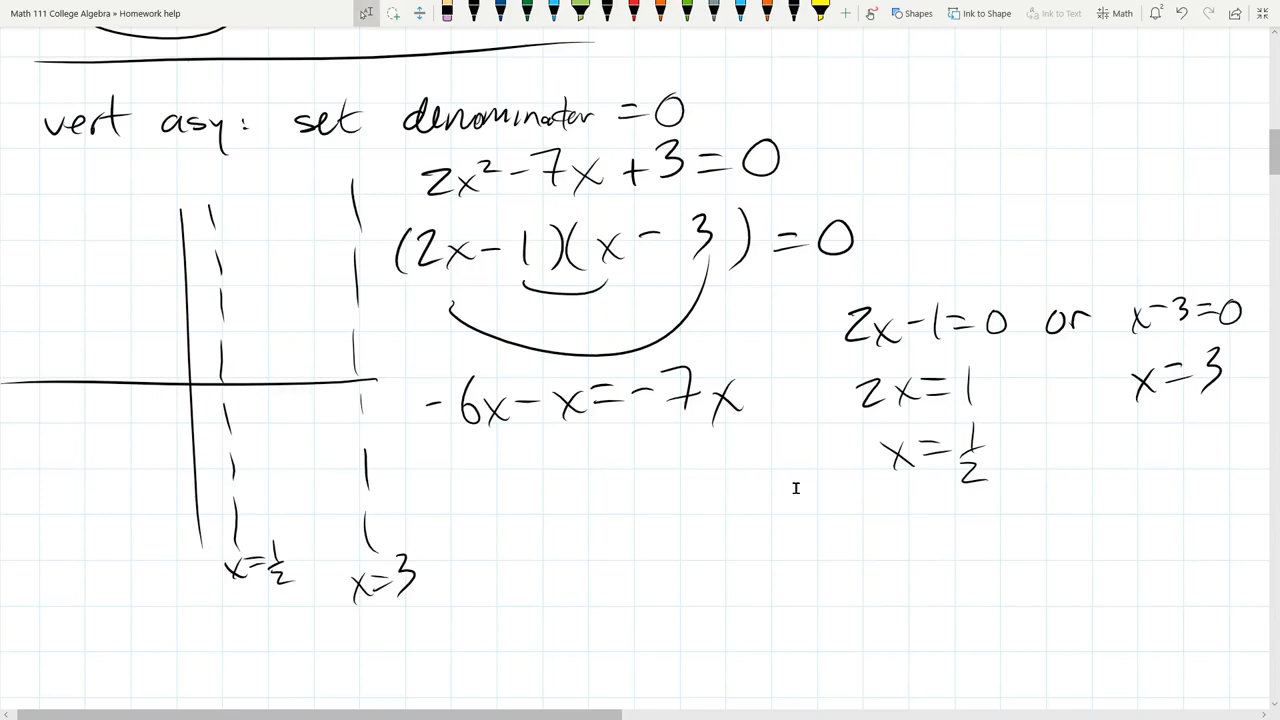 Math 111 College Algebra » Homework help
Shapes
Ink to Shape
Ink to Text
Math
vert asy: set denominator = 0
2x² - 7x + 3 = 0
(2x - 1)(x - 3) = 0
2x - 1 = 0 or x - 3 = 0
2x = 1
x = 3
-6x - x = -7x
x = 1/2
x = 1/2
x = 3